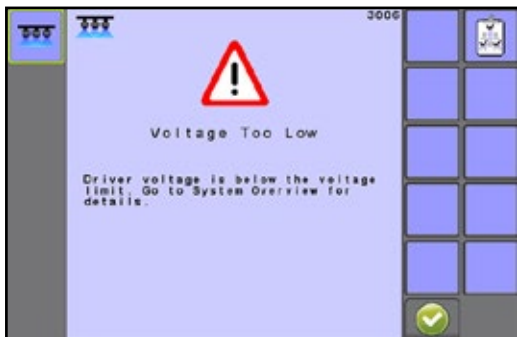 3006
Voltage Too Low
Driver voltage is below the voltage
limit. Go to System Overview for
details.